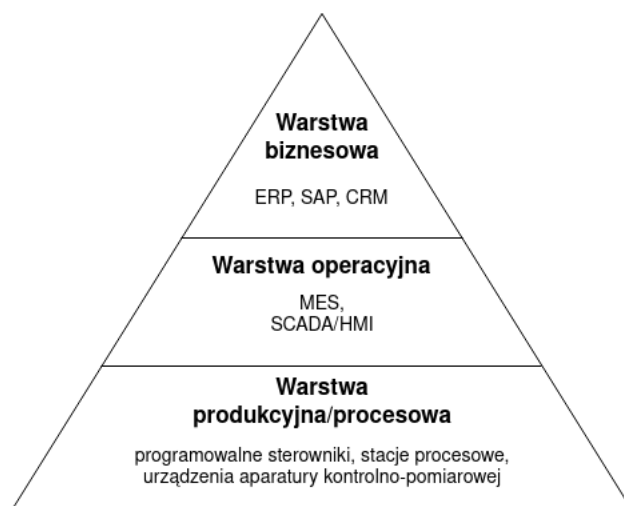 Warstwa
biznesowa
ERP, SAP, CRM
Warstwa operacyjna
MES,
SCADA/HMI
Warstwa
produkcyjna/procesowa
programowalne sterowniki, stacje procesowe,
urządzenia aparatury kontrolno-pomiarowej